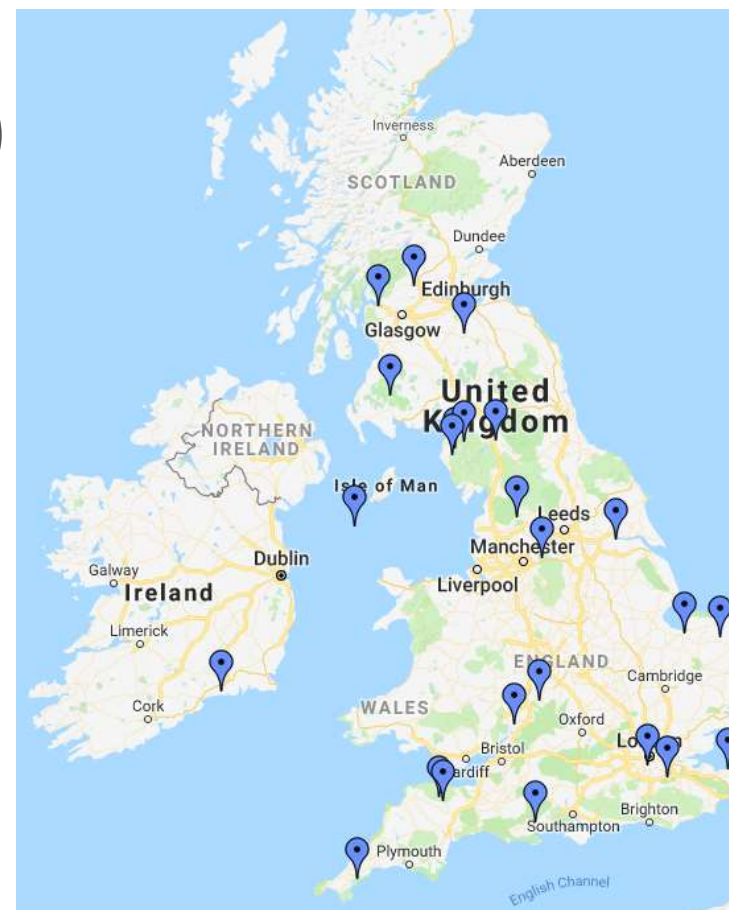 Inverness
Aberdeen
SCOTLAND
Dundee
Edinburgh
Glasgow
United
Kingdom
NORTHERN
IRELAND
Isle of Man
Leeds
Manchester
Dublin
Galway
Ireland
Liverpool
Limerick
ENGLAND
Cambridge
Cork
WALES
Oxford
Bristol
Brighton
Southampton
Plymouth
English Channel